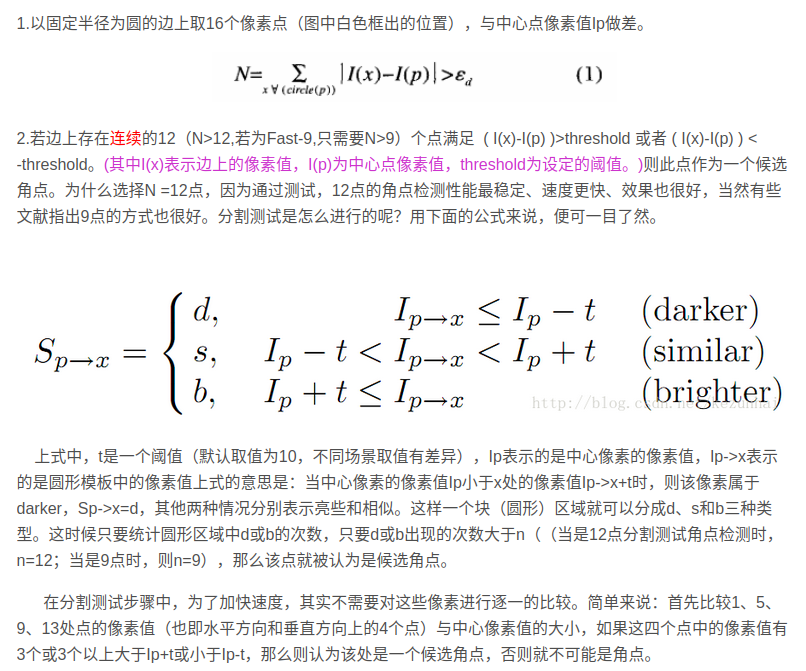 1.以固定半径为圆的边上取16个像素点（图中白色框出的位置），与中心点像素值Ip做差。
N= ∑ |I(x)−I(p)|>ε_d (1)
x ∀ (circle(p))
2.若边上存在连续的12（N>12,若为Fast-9,只需要N>9）个点满足（ I(x)-I(p) )>threshold 或者 ( I(x)-I(p) ) <
-threshold。(其中I(x)表示边上的像素值，I(p)为中心点像素值，threshold为设定的阈值。)则此点作为一个候选
角点。为什么选择N =12点，因为通过测试，12点的角点检测性能最稳定、速度更快、效果也很好，当然有些
文献指出9点的方式也很好。分割测试是怎么进行的呢？用下面的公式来说，便可一目了然。
d, I_{p→x} ≤ I_p − t (darker)
S_{p→x} = { s, I_p − t < I_{p→x} < I_p + t (similar)
b, I_p + t ≤ I_{p→x} (brighter)
上式中，t是一个阈值（默认取值为10，不同场景取值有差异），Ip表示的是中心像素的像素值，Ip->x表示
的是圆形模板中的像素值上式的意思是：当中心像素的像素值Ip小于x处的像素值Ip->x+t时，则该像素属于
darker，Sp->x=d，其他两种情况分别表示亮些和相似。这样一个块（圆形）区域就可以分成d、s和b三种类
型。这时候只要统计圆形区域中d或b的次数，只要d或b出现的次数大于n（（当是12点分割测试角点检测时，
n=12；当是9点时，则n=9），那么该点就被认为是候选角点。
在分割测试步骤中，为了加快速度，其实不需要对这些像素进行逐一的比较。简单来说：首先比较1、5、
9、13处点的像素值（也即水平方向和垂直方向上的4个点）与中心像素值的大小，如果这四个点中的像素值有
3个或3个以上大于Ip+t或小于Ip-t，那么则认为该处是一个候选角点，否则就不可能是角点。